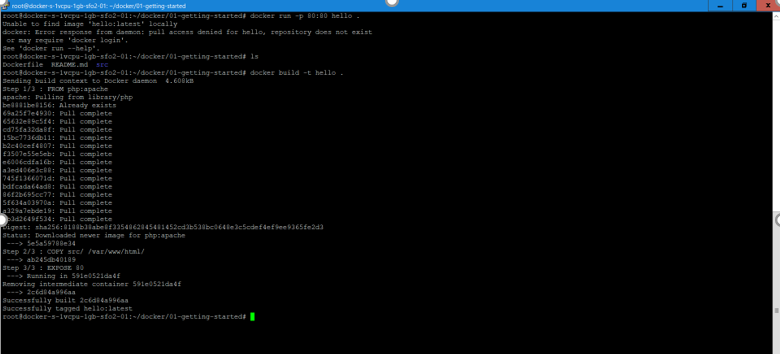 root@docker-s-1vcpu-1gb-sfo2-01: ~/docker/01-getting-started
root@docker-s-1vcpu-1gb-sfo2-01:~/docker/01-getting-started# docker run -p 80:80 hello .
Unable to find image 'hello:latest' locally
docker: Error response from daemon: pull access denied for hello, repository does not exist
 or may require 'docker login'.
See 'docker run --help'.
root@docker-s-1vcpu-1gb-sfo2-01:~/docker/01-getting-started# ls
Dockerfile  README.md  src
root@docker-s-1vcpu-1gb-sfo2-01:~/docker/01-getting-started# docker build -t hello .
Sending build context to Docker daemon  4.608kB
Step 1/3 : FROM php:apache
apache: Pulling from library/php
be8881be8156: Already exists
69a25f7e4930: Pull complete
65632e89c5f4: Pull complete
cd75fa32da8f: Pull complete
15bc7736db11: Pull complete
b2c40cef4807: Pull complete
f3507e55e5eb: Pull complete
e6006cdfa16b: Pull complete
a3ed406e3c88: Pull complete
745f1366071d: Pull complete
bdfcada64ad8: Pull complete
86f2b695cc77: Pull complete
5f634a03970a: Pull complete
a329a7ebde19: Pull complete
3d2649f534: Pull complete
Digest: sha256:8188b38abe8f3354862845481452cd3b538bc0648e3c5cdef4ef9ee9365fe2d3
Status: Downloaded newer image for php:apache
 ---> 5e5a59788e34
Step 2/3 : COPY src/ /var/www/html/
 ---> ab245db40189
Step 3/3 : EXPOSE 80
 ---> Running in 591e0521da4f
Removing intermediate container 591e0521da4f
 ---> 2c6d84a996aa
Successfully built 2c6d84a996aa
Successfully tagged hello:latest
root@docker-s-1vcpu-1gb-sfo2-01:~/docker/01-getting-started#